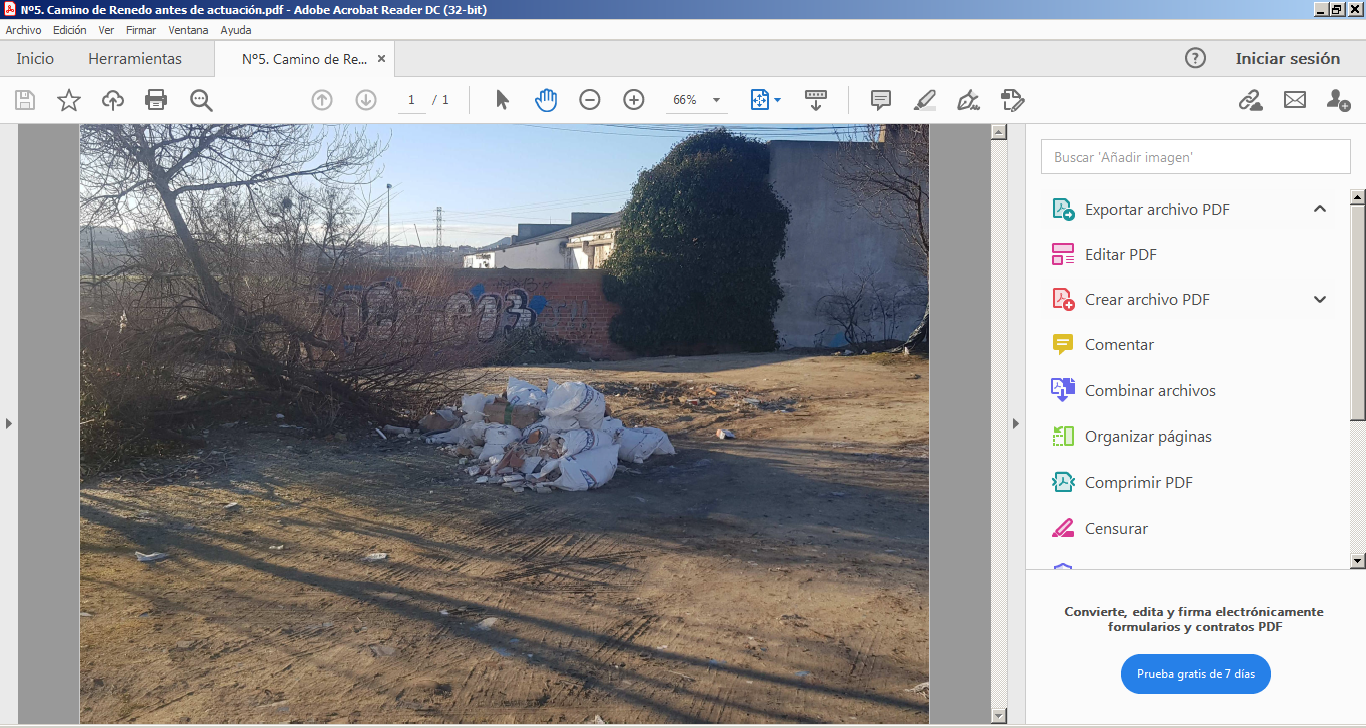 Nº5. Camino de Renedo antes de actuación.pdf - Adobe Acrobat Reader DC (32-bit)
Archivo Edición Ver Firmar Ventana Ayuda
Inicio Herramientas Nº5. Camino de Re... × Iniciar sesión
1 / 1 66%
Buscar 'Añadir imagen'
Exportar archivo PDF
Editar PDF
Crear archivo PDF
Comentar
Combinar archivos
Organizar páginas
Comprimir PDF
Censurar
Convierte, edita y firma electrónicamente
formularios y contratos PDF
Prueba gratis de 7 días